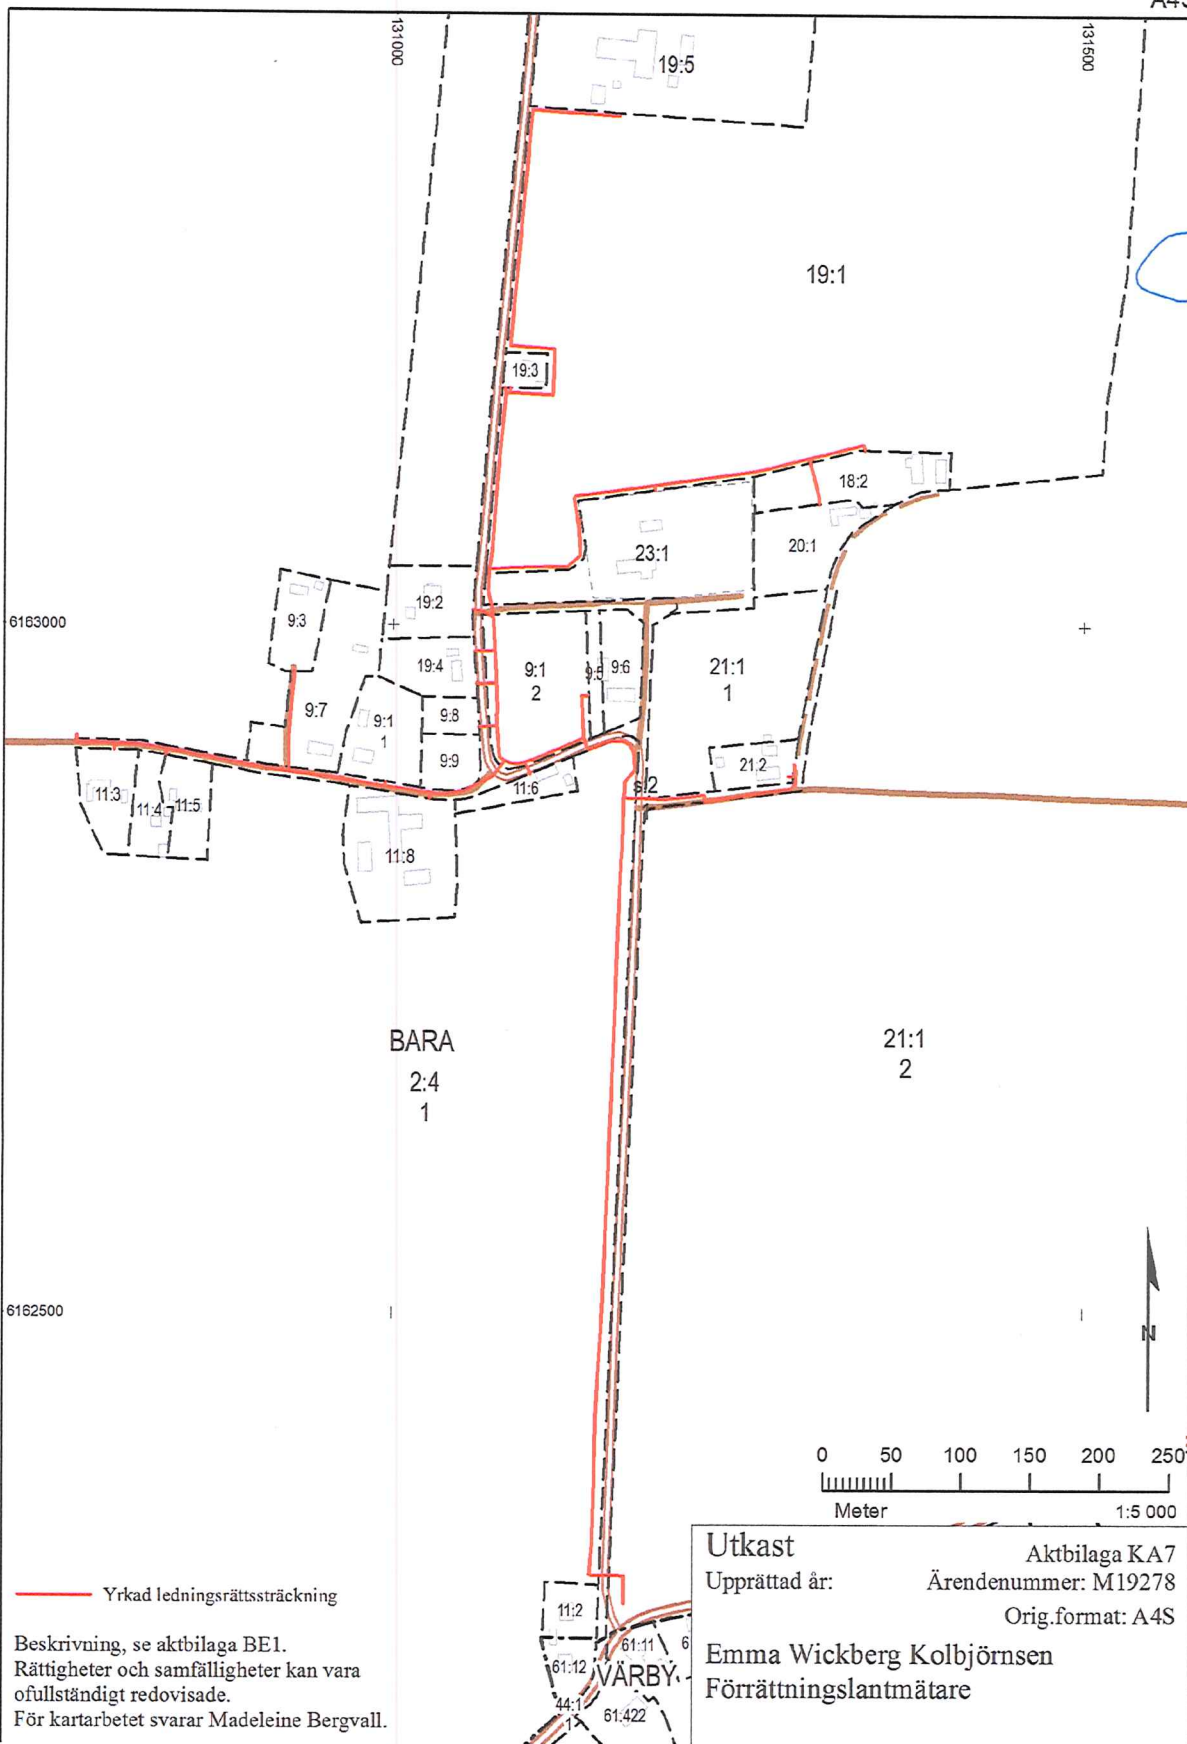 131000
131500
19:5
19:1
19:3
18:2
23:1
20:1
9:3
19:2
6163000
19:4
9:1
2
9:5
9:6
21:1
1
9:7
9:1
1
9:8
9:9
21:2
11:3
11:4
11:5
11:6
s:2
11:8
BARA
2:4
1
21:1
2
6162500
N
0 50 100 150 200 250
Meter 1:5 000
Yrkad ledningsrättssträckning
Beskrivning, se aktbilaga BE1.
Rättigheter och samfälligheter kan vara
ofullständigt redovisade.
För kartarbetet svarar Madeleine Bergvall.
11:2
61:11
61:12
VÄRBY
44:1
1
61:422
Utkast
Aktbilaga KA7
Upprättad år:
Ärendenummer: M19278
Orig.format: A4S
Emma Wickberg Kolbjörnsen
Förrättningslantmätare